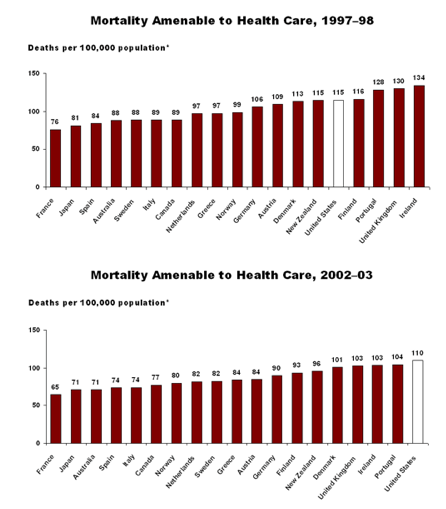 Mortality Amenable to Health Care, 1997–98
Deaths per 100,000 population*
150
100
50
0
76
81
84
88
88
89
89
97
97
99
106
109
113
115
115
116
128
130
134
France
Japan
Spain
Australia
Sweden
Italy
Canada
Netherlands
Greece
Norway
Germany
Austria
Denmark
New Zealand
United States
Finland
Portugal
United Kingdom
Ireland
Mortality Amenable to Health Care, 2002–03
Deaths per 100,000 population*
150
100
50
0
65
71
71
74
74
77
80
82
82
84
84
90
93
96
101
103
103
104
110
France
Japan
Australia
Spain
Italy
Canada
Norway
Netherlands
Sweden
Greece
Austria
Germany
Finland
New Zealand
Denmark
United Kingdom
Ireland
Portugal
United States